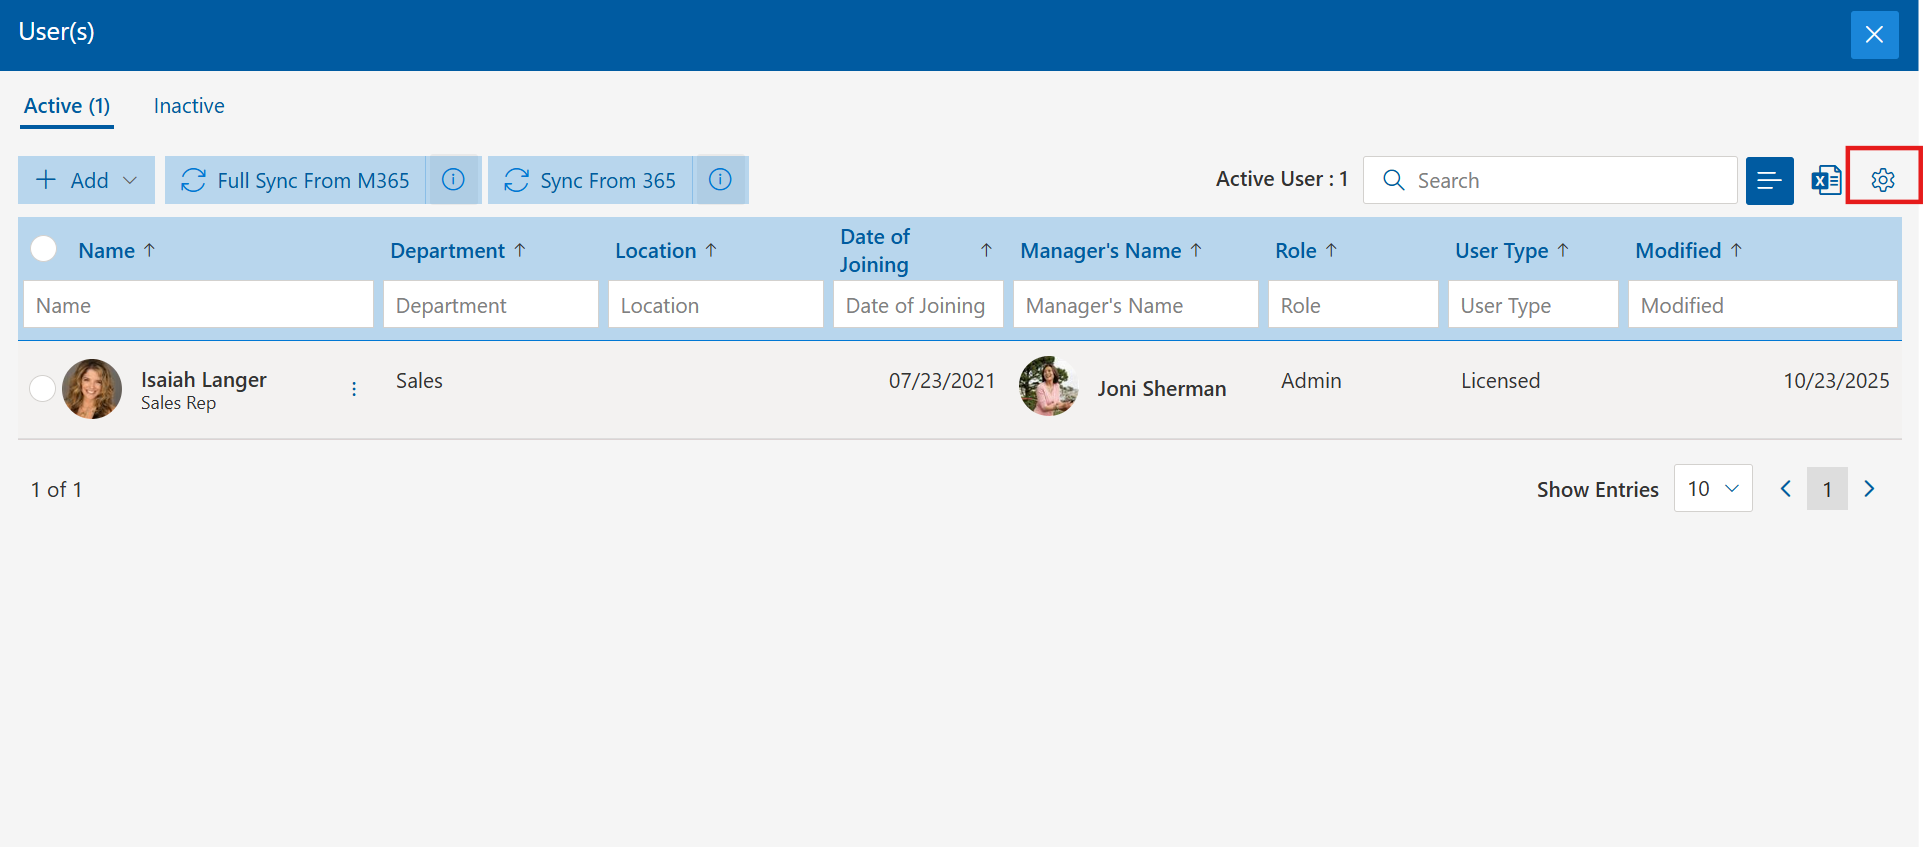 User(s)
Active (1) Inactive
Add Full Sync From M365 Sync From 365 Active User : 1 Search
Name Department Location Date of Joining Manager's Name Role User Type Modified
Name Department Location Date of Joining Manager's Name Role User Type Modified
Isaiah Langer Sales 07/23/2021 Joni Sherman Admin Licensed 10/23/2025
Sales Rep
1 of 1 Show Entries 10 1